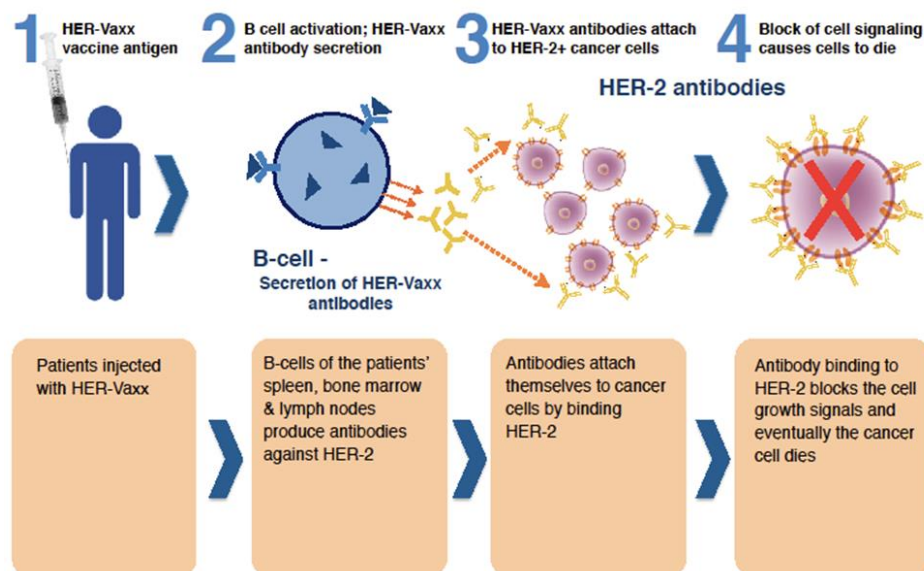 1 HER-Vaxx
vaccine antigen
2 B cell activation; HER-Vaxx
antibody secretion
3 HER-Vaxx antibodies attach
to HER-2+ cancer cells
4 Block of cell signaling
causes cells to die
HER-2 antibodies
B-cell -
Secretion of HER-Vaxx
antibodies
Patients injected
with HER-Vaxx
B-cells of the patients'
spleen, bone marrow
& lymph nodes
produce antibodies
against HER-2
Antibodies attach
themselves to cancer
cells by binding
HER-2
Antibody binding to
HER-2 blocks the cell
growth signals and
eventually the cancer
cell dies